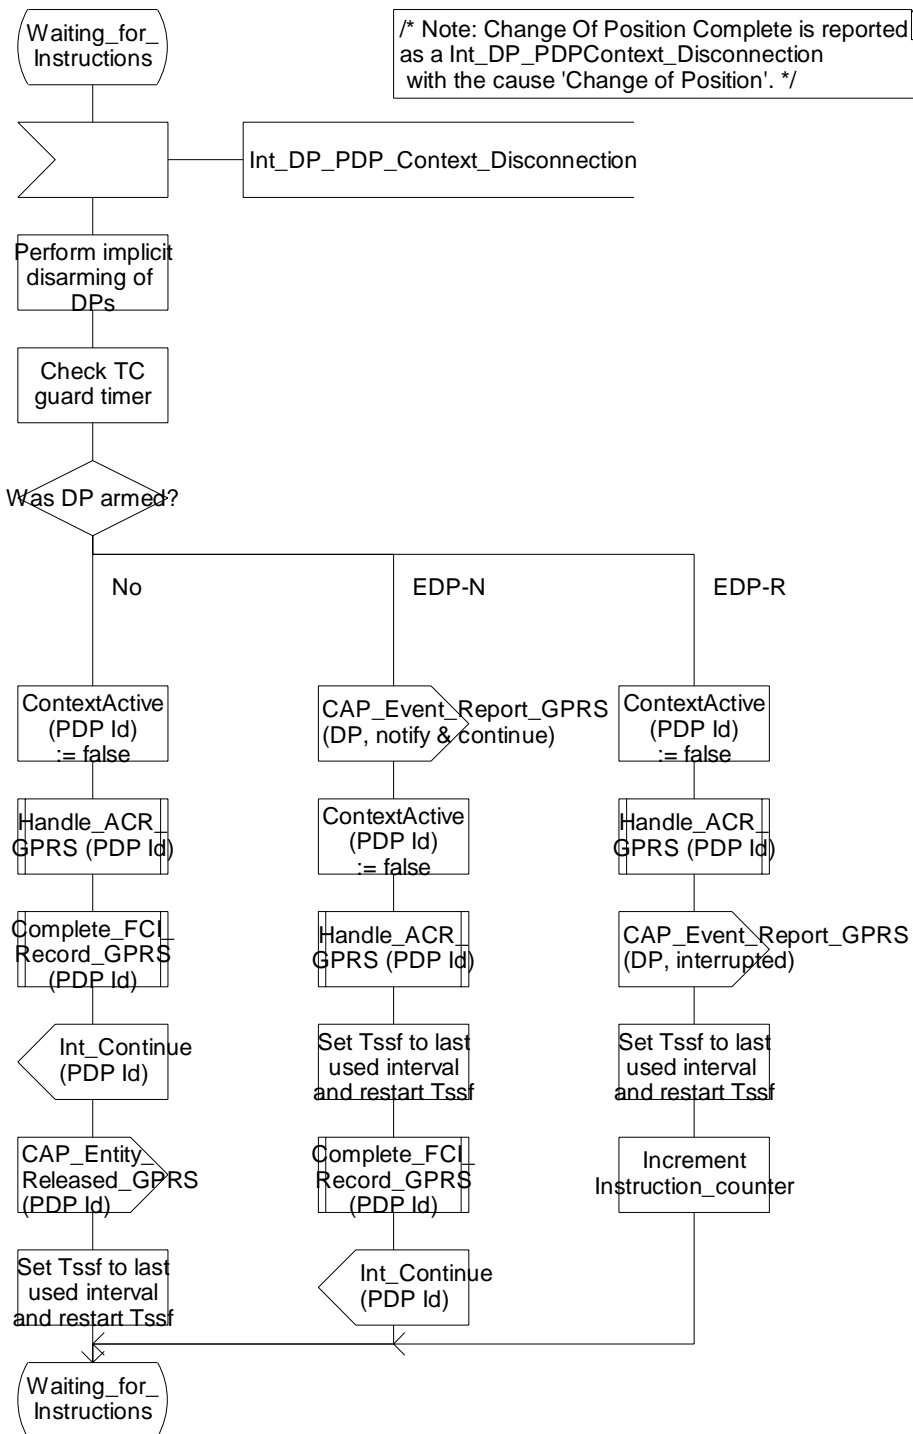 Waiting_for_
Instructions
/* Note: Change Of Position Complete is reported
as a Int_DP_PDPContext_Disconnection
with the cause 'Change of Position'. */
Int_DP_PDP_Context_Disconnection
Perform implicit
disarming of
DPs
Check TC
guard timer
Was DP armed?
No
EDP-N
EDP-R
ContextActive
(PDP Id)
:= false
Handle_ACR_
GPRS (PDP Id)
Complete_FCI_
Record_GPRS
(PDP Id)
Int_Continue
(PDP Id)
CAP_Entity_
Released_GPRS
(PDP Id)
Set Tssf to last
used interval
and restart Tssf
CAP_Event_Report_GPRS
(DP, notify & continue)
ContextActive
(PDP Id)
:= false
Handle_ACR_
GPRS (PDP Id)
Set Tssf to last
used interval
and restart Tssf
Complete_FCI_
Record_GPRS
(PDP Id)
Int_Continue
(PDP Id)
ContextActive
(PDP Id)
:= false
Handle_ACR_
GPRS (PDP Id)
CAP_Event_Report_GPRS
(DP, interrupted)
Set Tssf to last
used interval
and restart Tssf
Increment
Instruction_counter
Waiting_for_
Instructions